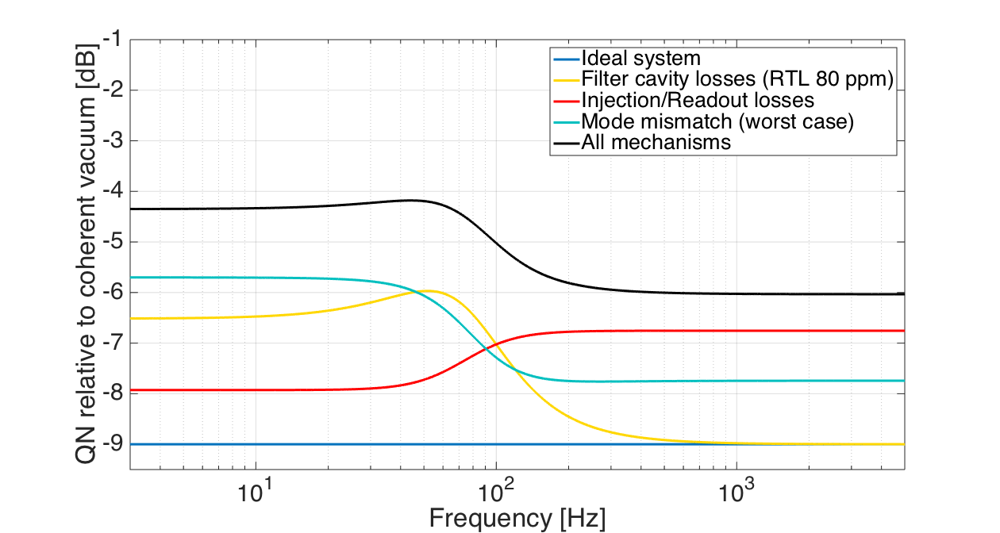 QN relative to coherent vacuum [dB]
-1
-2
-3
-4
-5
-6
-7
-8
-9
Ideal system
Filter cavity losses (RTL 80 ppm)
Injection/Readout losses
Mode mismatch (worst case)
All mechanisms
10¹
10²
10³
Frequency [Hz]